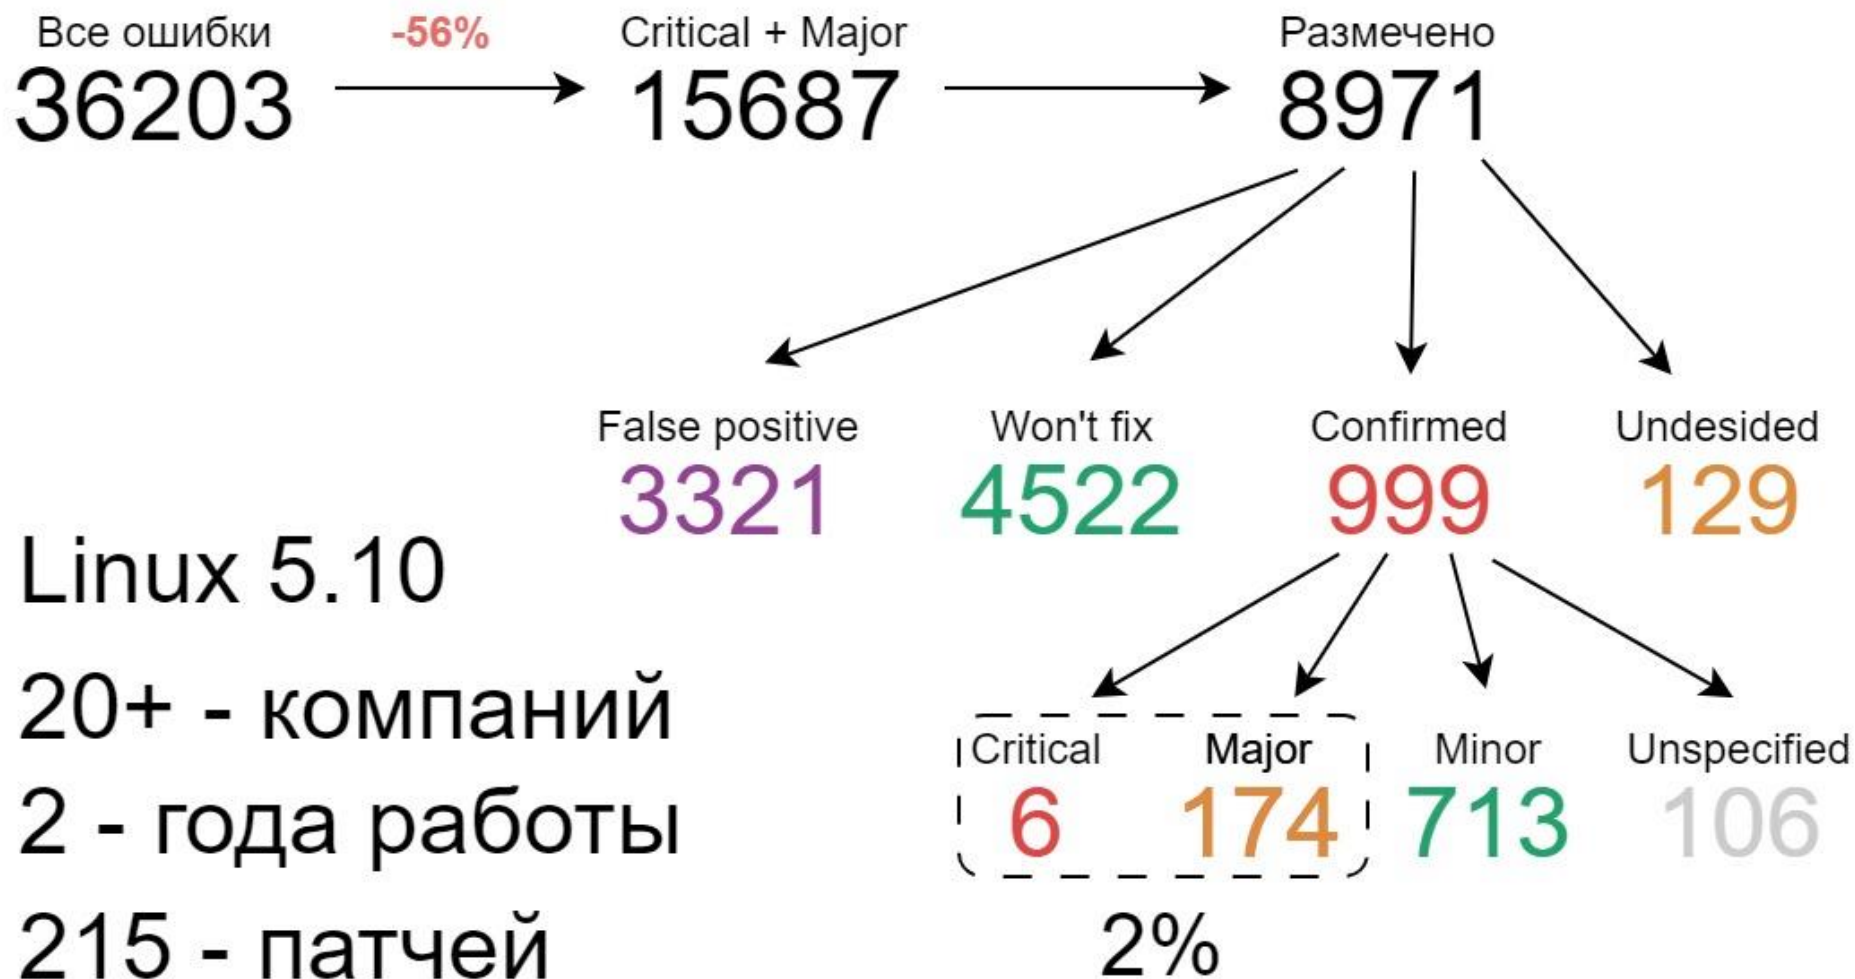 Все ошибки -56% Critical + Major Размечено
36203 15687 8971
False positive Won't fix Confirmed Undesided
3321 4522 999 129
Linux 5.10
20+ - компаний
Critical Major Minor Unspecified
6 174 713 106
2 - года работы
215 - патчей 2%